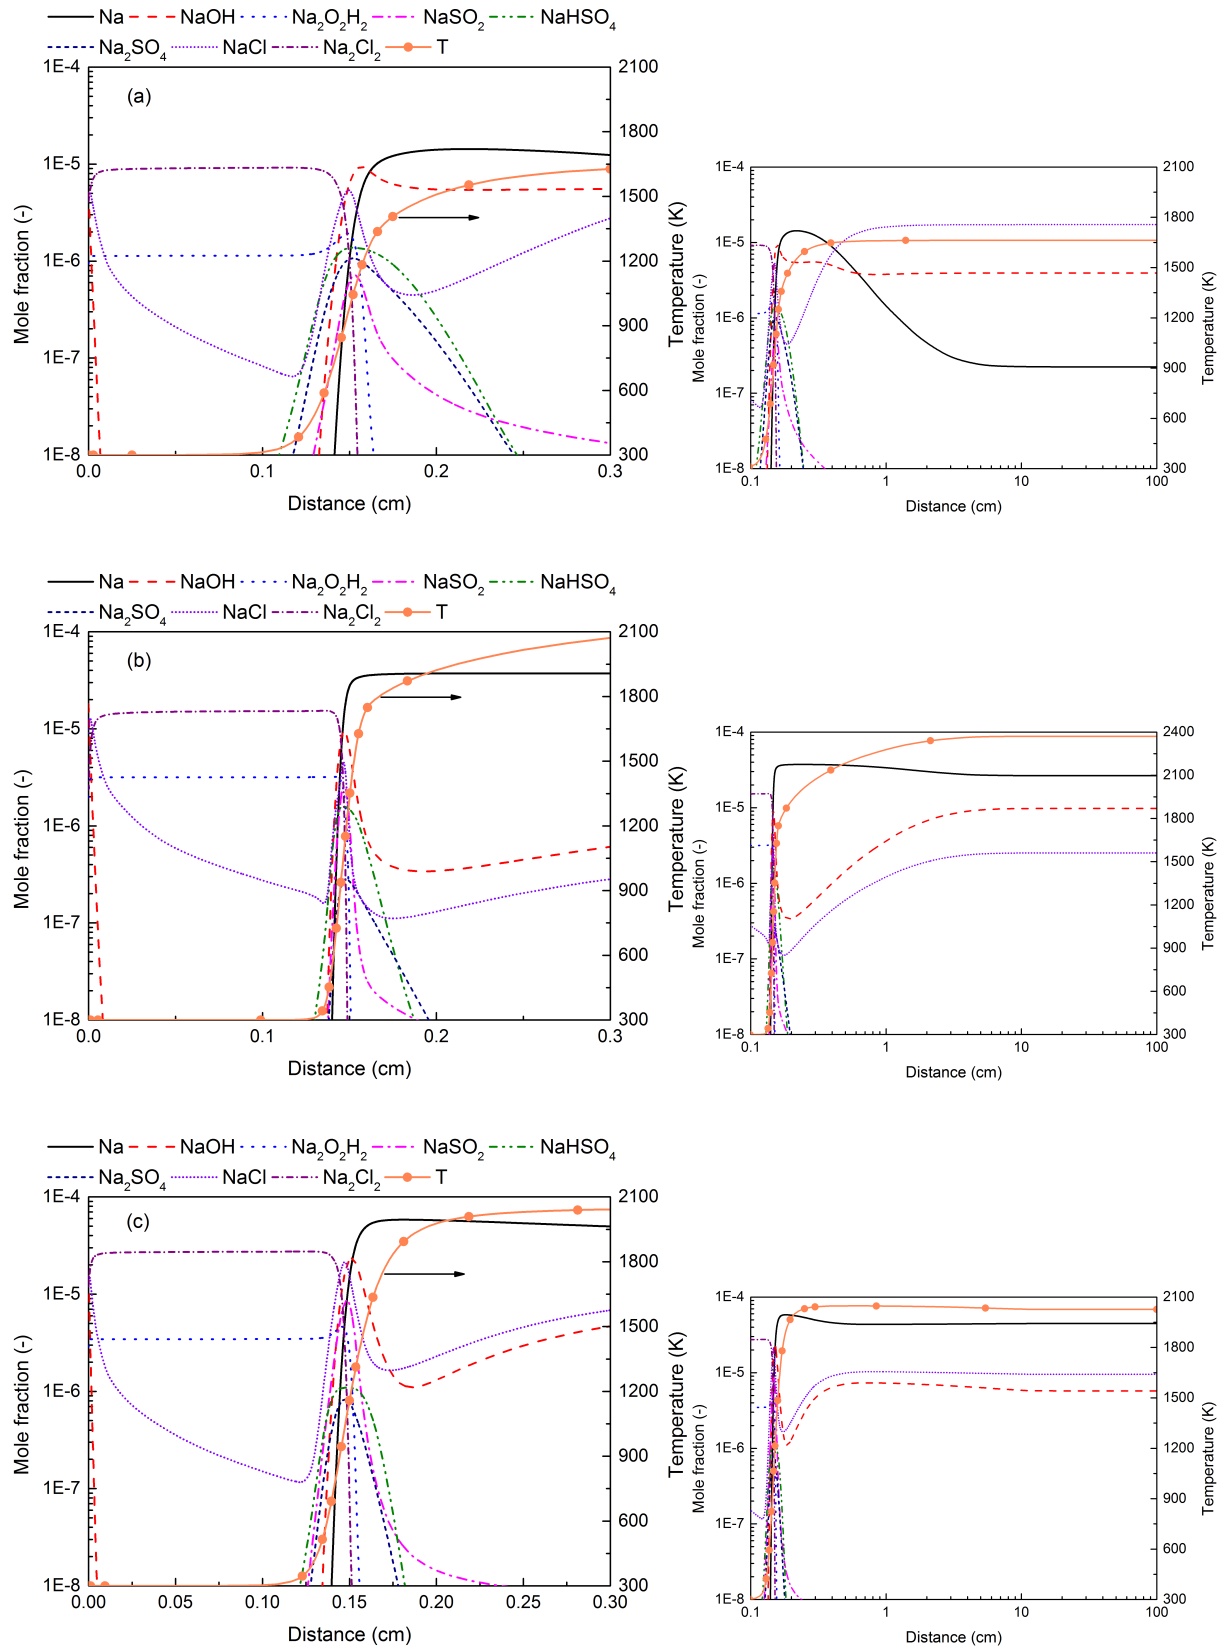 Na NaOH Na₂O₂H₂ NaSO₂ NaHSO₄
Na₂SO₄ NaCl Na₂Cl₂ T
(a)
1E-4 1E-5 1E-6 1E-7 1E-8
Mole fraction (-)
0.0 0.1 0.2 0.3
Distance (cm)
2100 1800 1500 1200 900 600 300
Temperature (K)
1E-4 1E-5 1E-6 1E-7 1E-8
Mole fraction (-)
0.1 1 10 100
Distance (cm)
2100 1800 1500 1200 900 600 300
Temperature (K)
Na NaOH Na₂O₂H₂ NaSO₂ NaHSO₄
Na₂SO₄ NaCl Na₂Cl₂ T
(b)
1E-4 1E-5 1E-6 1E-7 1E-8
Mole fraction (-)
0.0 0.1 0.2 0.3
Distance (cm)
2100 1800 1500 1200 900 600 300
Temperature (K)
1E-4 1E-5 1E-6 1E-7 1E-8
Mole fraction (-)
0.1 1 10 100
Distance (cm)
2400 2100 1800 1500 1200 900 600 300
Temperature (K)
Na NaOH Na₂O₂H₂ NaSO₂ NaHSO₄
Na₂SO₄ NaCl Na₂Cl₂ T
(c)
1E-4 1E-5 1E-6 1E-7 1E-8
Mole fraction (-)
0.00 0.05 0.10 0.15 0.20 0.25 0.30
Distance (cm)
2100 1800 1500 1200 900 600 300
Temperature (K)
1E-4 1E-5 1E-6 1E-7 1E-8
Mole fraction (-)
0.1 1 10 100
Distance (cm)
2100 1800 1500 1200 900 600 300
Temperature (K)